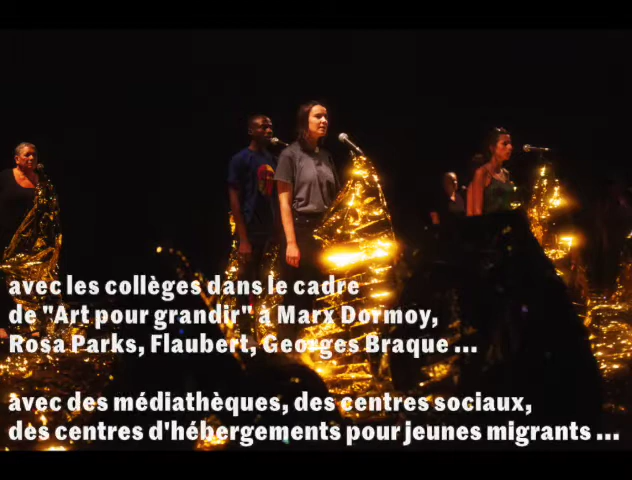 avec les collèges dans le cadre
de "Art pour grandir" à Marx Dormoy,
Rosa Parks, Flaubert, Georges Braque ...
avec des médiathèques, des centres sociaux,
des centres d'hébergements pour jeunes migrants ...